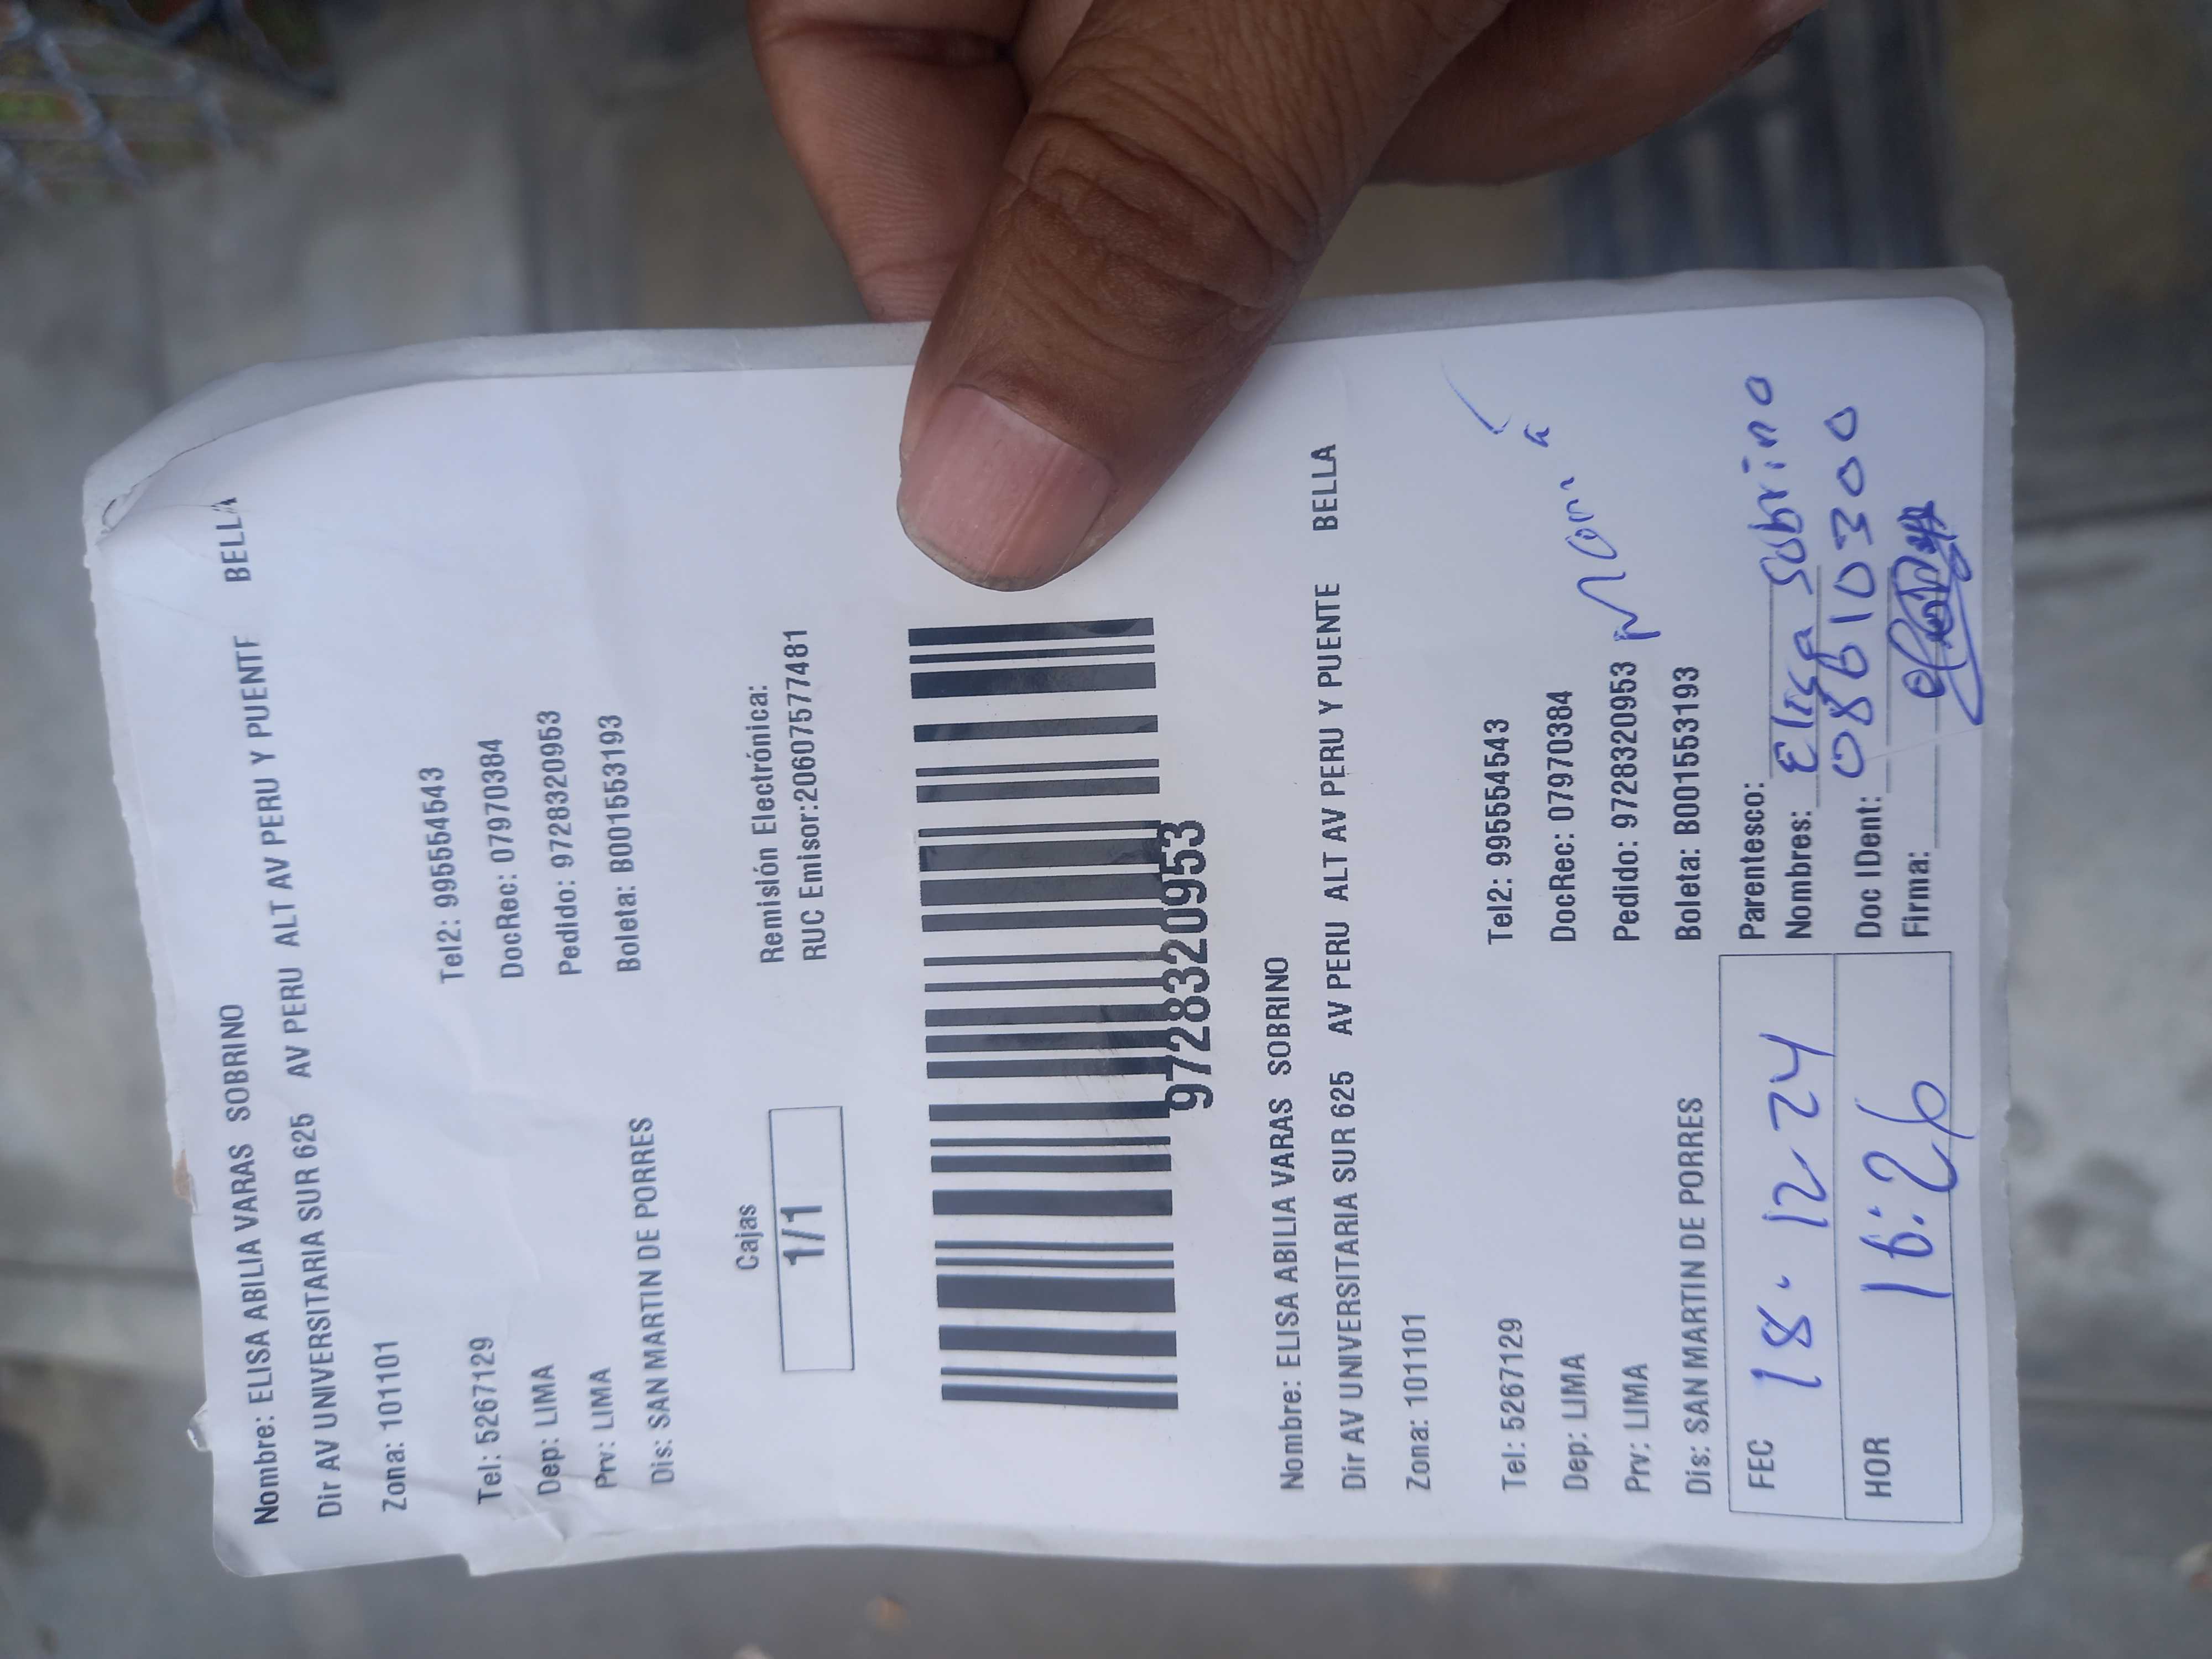 Nombre: ELISA ABILIA VARAS SOBRINO
Dir AV UNIVERSITARIA SUR 625 AV PERU ALT AV PERU Y PUENTE BELLA
Zona: 101101
Tel: 5267129 Tel2: 995554543
Dep: LIMA DocRec: 07970384
Prv: LIMA Pedido: 9728320953
Dis: SAN MARTIN DE PORRES Boleta: B001553193
Cajas Remisión Electrónica:
1/1 RUC Emisor:20607577481
9728320953
Nombre: ELISA ABILIA VARAS SOBRINO
Dir AV UNIVERSITARIA SUR 625 AV PERU ALT AV PERU Y PUENTE BELLA
Zona: 101101
Tel: 5267129 Tel2: 995554543
Dep: LIMA DocRec: 07970384
Prv: LIMA Pedido: 9728320953
Dis: SAN MARTIN DE PORRES Boleta: B001553193
FEC 18.12.24 Parentesco:
Nombres: Elisa Sobrino
HOR 16:26 Doc IDent: 08610300
Firma: